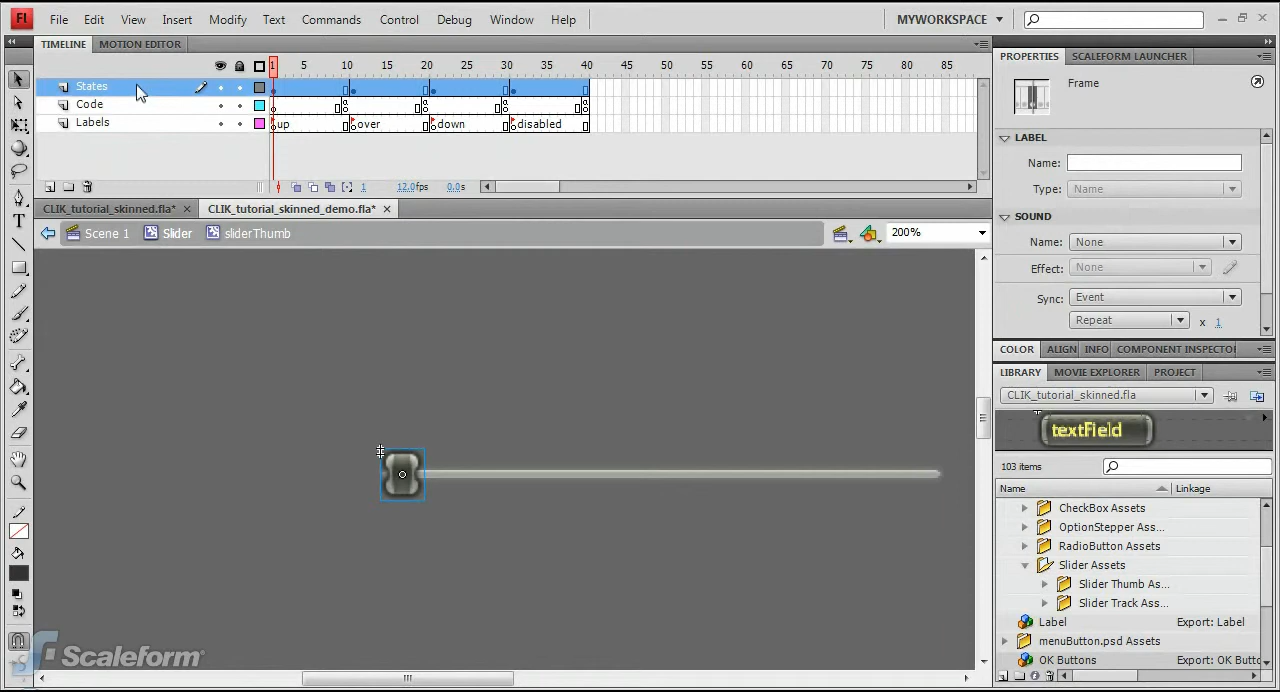 Fl File Edit View Insert Modify Text Commands Control Debug Window Help MYWORKSPACE
TIMELINE MOTION EDITOR
1 5 10 15 20 25 30 35 40 45 50 55 60 65 70 75 80 85
States
Code
Labels up over down disabled
1 12.0fps 0.0s
CLIK_tutorial_skinned.fla* CLIK_tutorial_skinned_demo.fla*
Scene 1 Slider sliderThumb 200%
PROPERTIES SCALEFORM LAUNCHER
Frame
LABEL
Name:
Type: Name
SOUND
Name: None
Effect: None
Sync: Event
Repeat x 1
COLOR ALIGN INFO COMPONENT INSPECTO
LIBRARY MOVIE EXPLORER PROJECT
CLIK_tutorial_skinned.fla
textField
103 items
Name Linkage
CheckBox Assets
OptionStepper Ass...
RadioButton Assets
Slider Assets
Slider Thumb As...
Slider Track Ass...
Label Export: Label
menuButton.psd Assets
OK Buttons Export: OK B
T
Scaleform